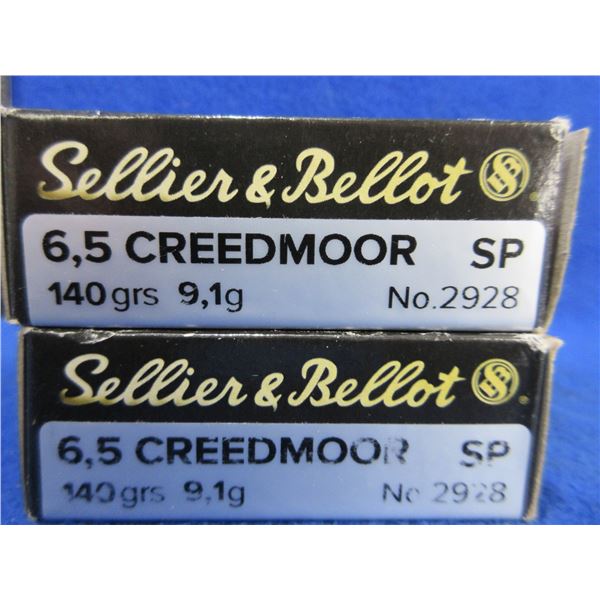 Sellier & Bellot
6,5 CREEDMOOR SP
140 grs 9,1g No.2928
Sellier & Bellot
6,5 CREEDMOOR SP
140 grs 9,1g No.2928